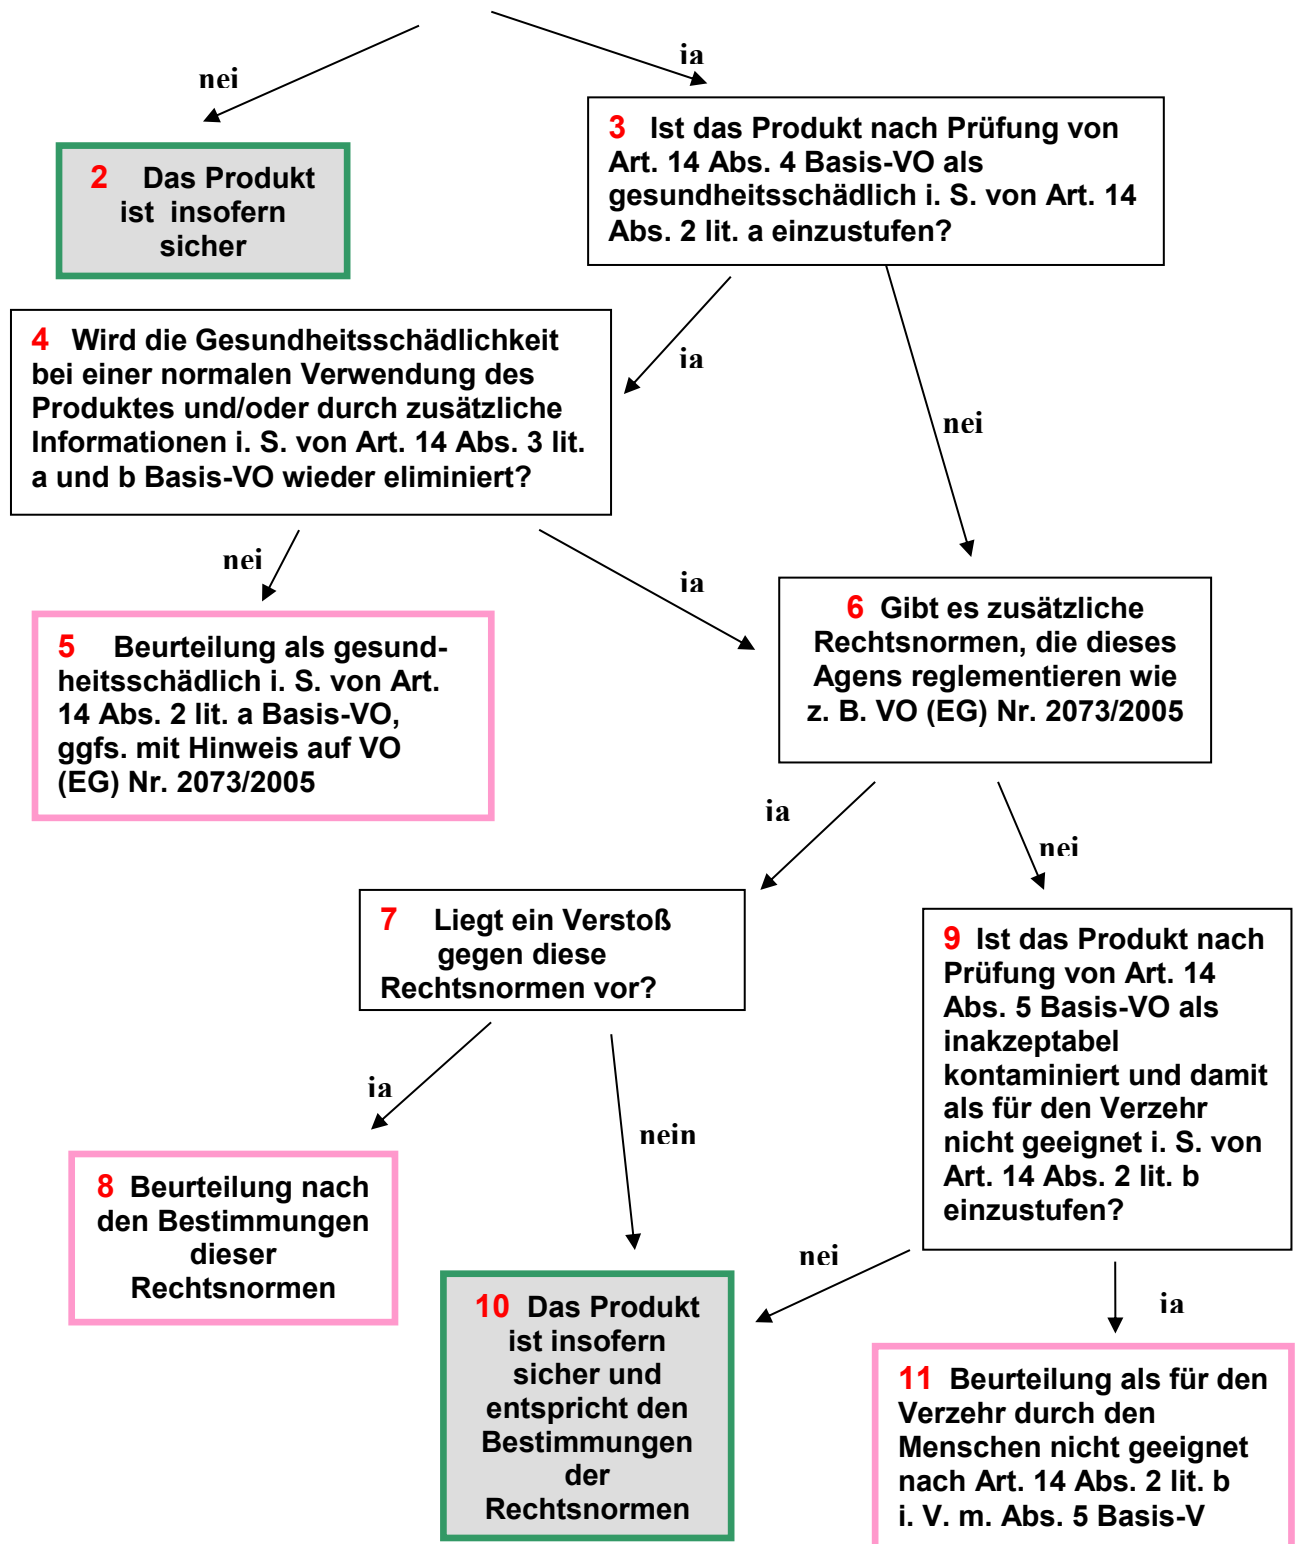 nei
ia
2 Das Produkt
ist insofern
sicher
3 Ist das Produkt nach Prüfung von
Art. 14 Abs. 4 Basis-VO als
gesundheitsschädlich i. S. von Art. 14
Abs. 2 lit. a einzustufen?
4 Wird die Gesundheitsschädlichkeit
bei einer normalen Verwendung des
Produktes und/oder durch zusätzliche
Informationen i. S. von Art. 14 Abs. 3 lit.
a und b Basis-VO wieder eliminiert?
ia
nei
nei
ia
5 Beurteilung als gesund-
heitsschädlich i. S. von Art.
14 Abs. 2 lit. a Basis-VO,
ggfs. mit Hinweis auf VO
(EG) Nr. 2073/2005
6 Gibt es zusätzliche
Rechtsnormen, die dieses
Agens reglementieren wie
z. B. VO (EG) Nr. 2073/2005
ia
nei
7 Liegt ein Verstoß
gegen diese
Rechtsnormen vor?
9 Ist das Produkt nach
Prüfung von Art. 14
Abs. 5 Basis-VO als
inakzeptabel
kontaminiert und damit
als für den Verzehr
nicht geeignet i. S. von
Art. 14 Abs. 2 lit. b
einzustufen?
ia
nein
8 Beurteilung nach
den Bestimmungen
dieser
Rechtsnormen
nei
ia
10 Das Produkt
ist insofern
sicher und
entspricht den
Bestimmungen
der
Rechtsnormen
11 Beurteilung als für den
Verzehr durch den
Menschen nicht geeignet
nach Art. 14 Abs. 2 lit. b
i. V. m. Abs. 5 Basis-V